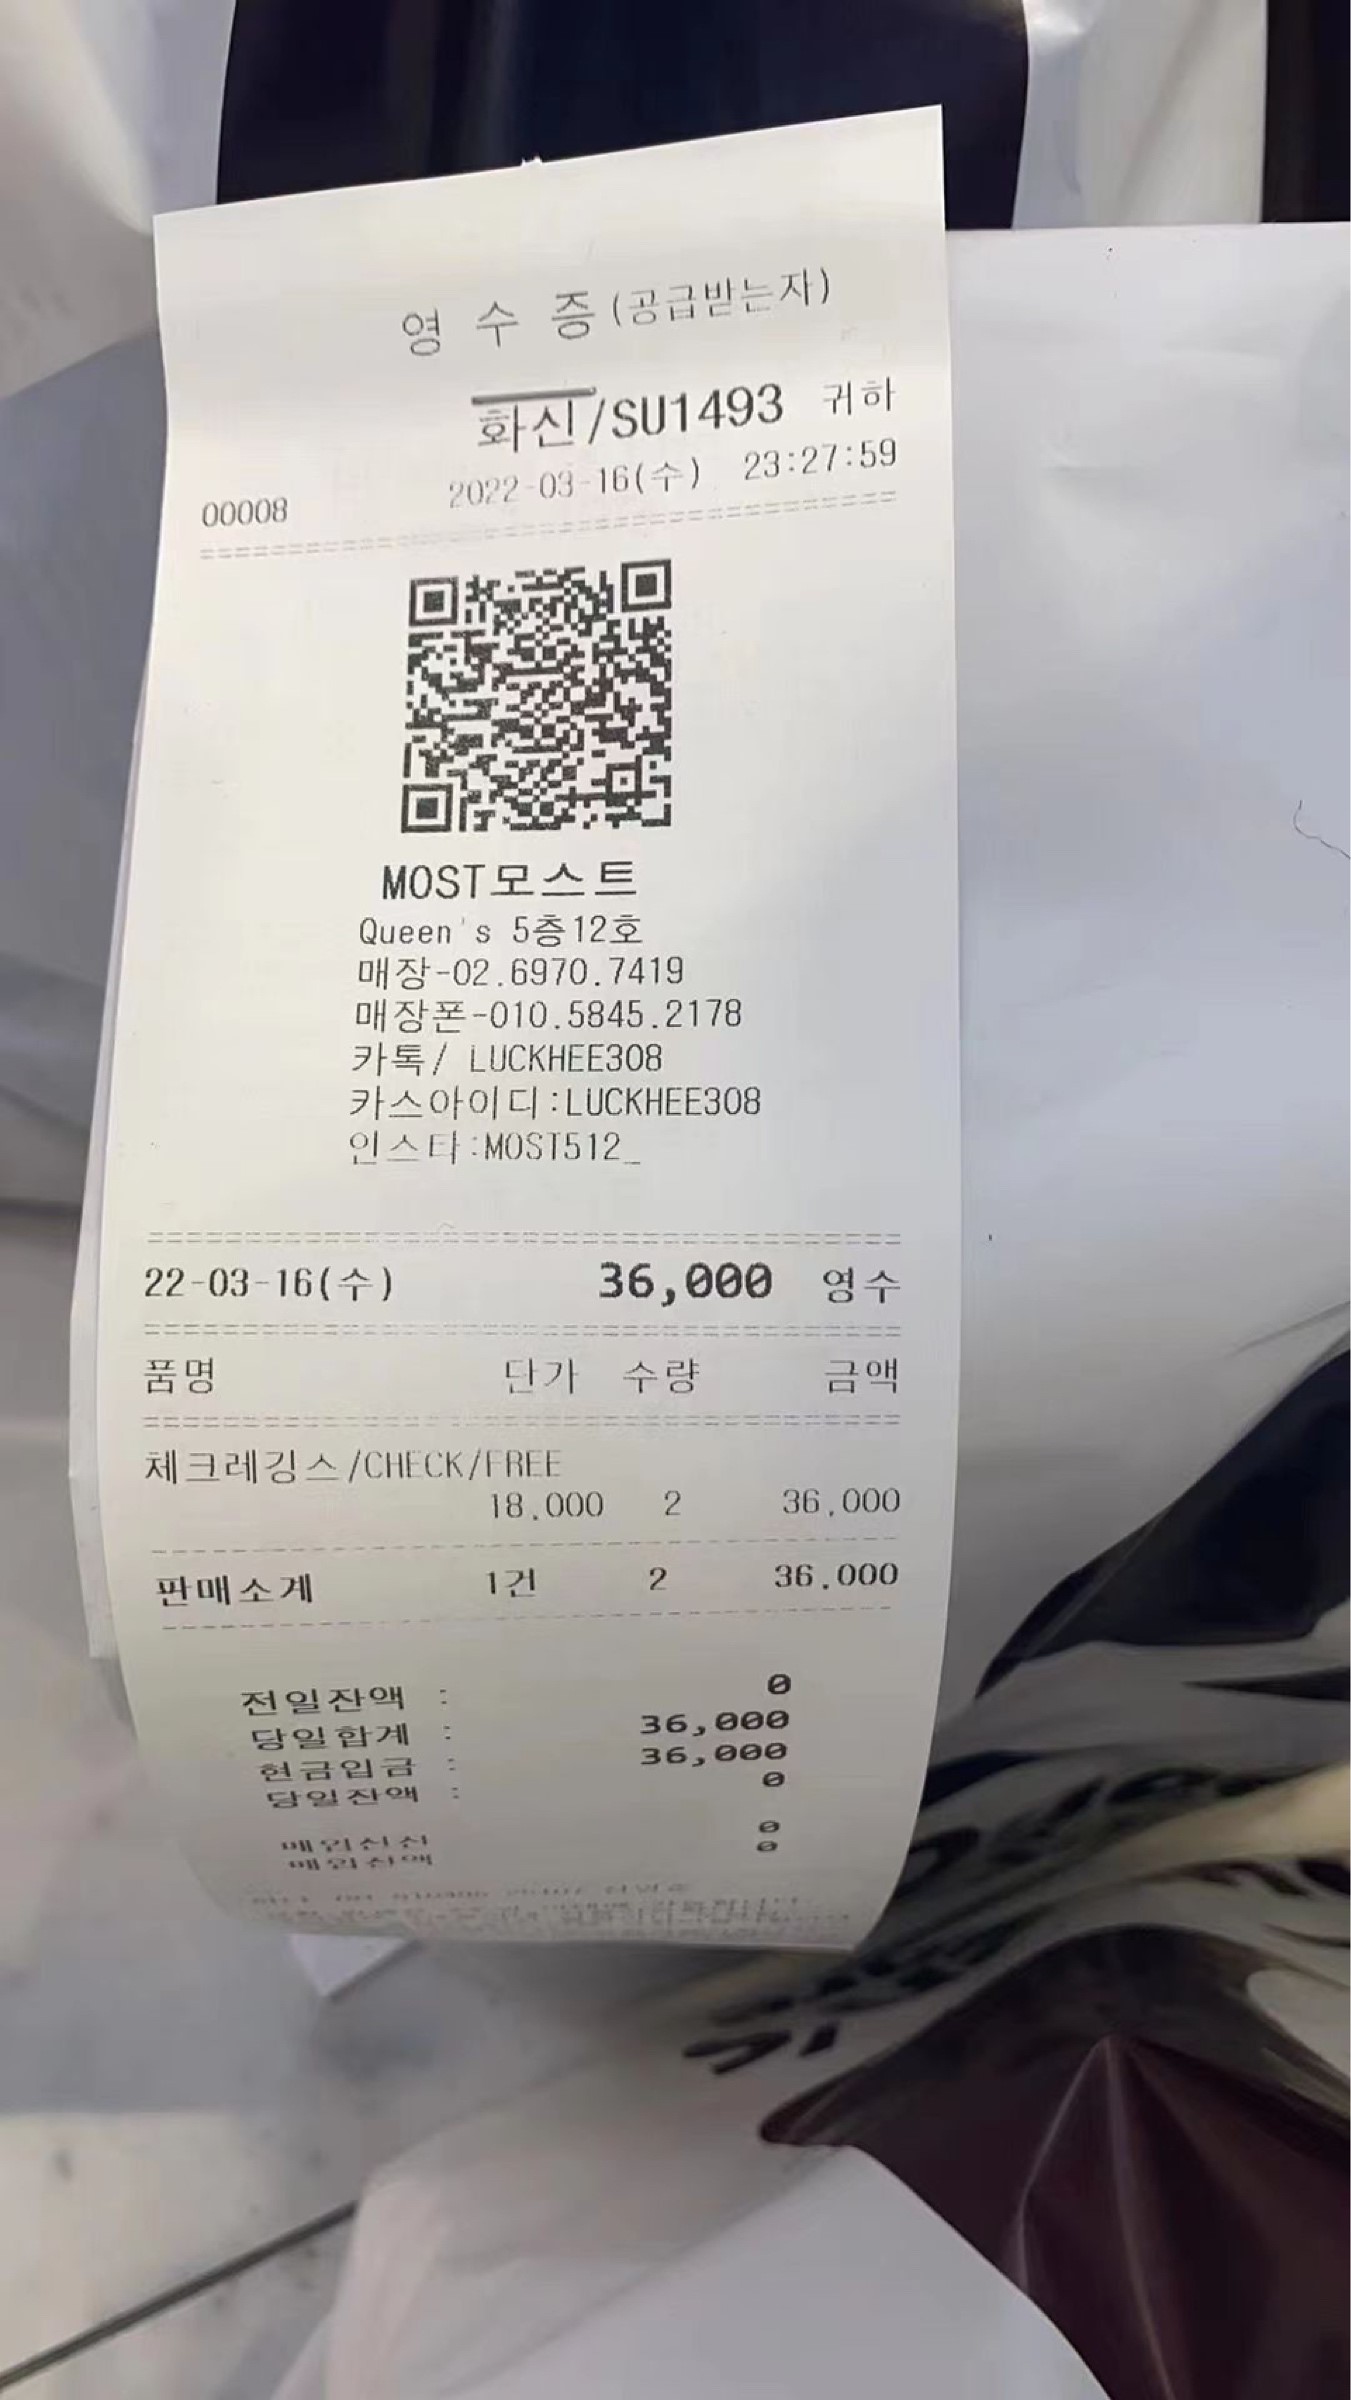 영 수 증(공급받는자)
화신/SU1493 귀하
00008 2022-03-16(수) 23:27:59
MOST모스트
Queen's 5층12호
매장-02.6970.7419
매장폰-010.5845.2178
카톡/ LUCKHEE308
카스아이디:LUCKHEE308
인스타:MOST512_
22-03-16(수) 36,000 영수
품명 단가 수량 금액
체크레깅스/CHECK/FREE
18,000 2 36,000
판매소계 1건 2 36,000
전일잔액 : 0
당일합계 : 36,000
현금입금 : 36,000
당일잔액 : 0
0
0